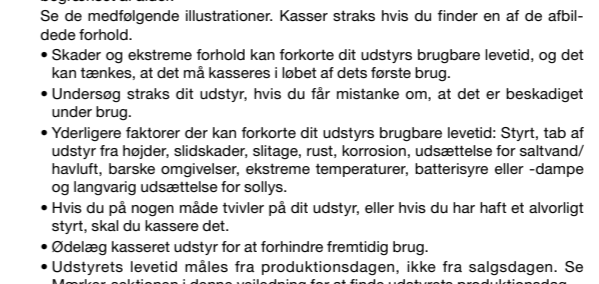 Se de medfølgende illustrationer. Kasser straks hvis du finder en af de afbil-
dede forhold.
• Skader og ekstreme forhold kan forkorte dit udstyrs brugbare levetid, og det
kan tænkes, at det må kasseres i løbet af dets første brug.
• Undersøg straks dit udstyr, hvis du får mistanke om, at det er beskadiget
under brug.
• Yderligere faktorer der kan forkorte dit udstyrs brugbare levetid: Styrt, tab af
udstyr fra højder, slidskader, slitage, rust, korrosion, udsættelse for saltvand/
havluft, barske omgivelser, ekstreme temperaturer, batterisyre eller -dampe
og langvarig udsættelse for sollys.
• Hvis du på nogen måde tvivler på dit udstyr, eller hvis du har haft et alvorligt
styrt, skal du kassere det.
• Ødelæg kasseret udstyr for at forhindre fremtidig brug.
• Udstyrets levetid måles fra produktionsdagen, ikke fra salgsdagen. Se